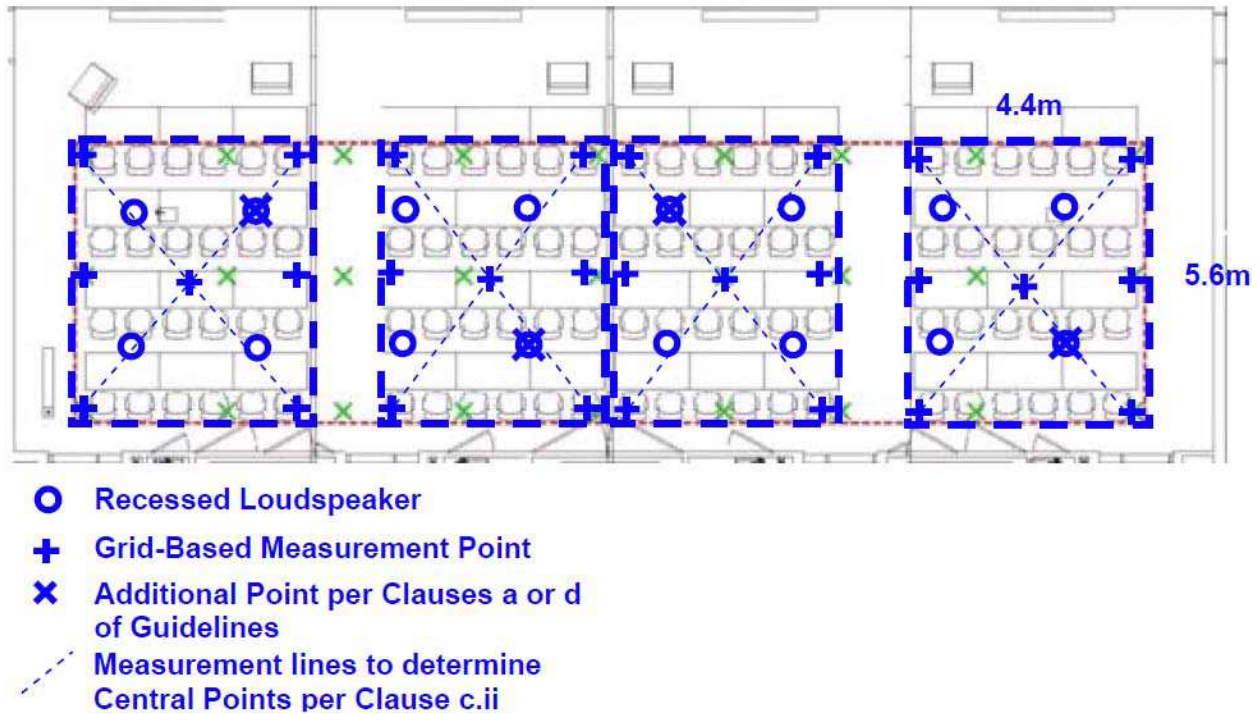 4.4m
5.6m
Recessed Loudspeaker
Grid-Based Measurement Point
Additional Point per Clauses a or d
of Guidelines
Measurement lines to determine
Central Points per Clause c.ii